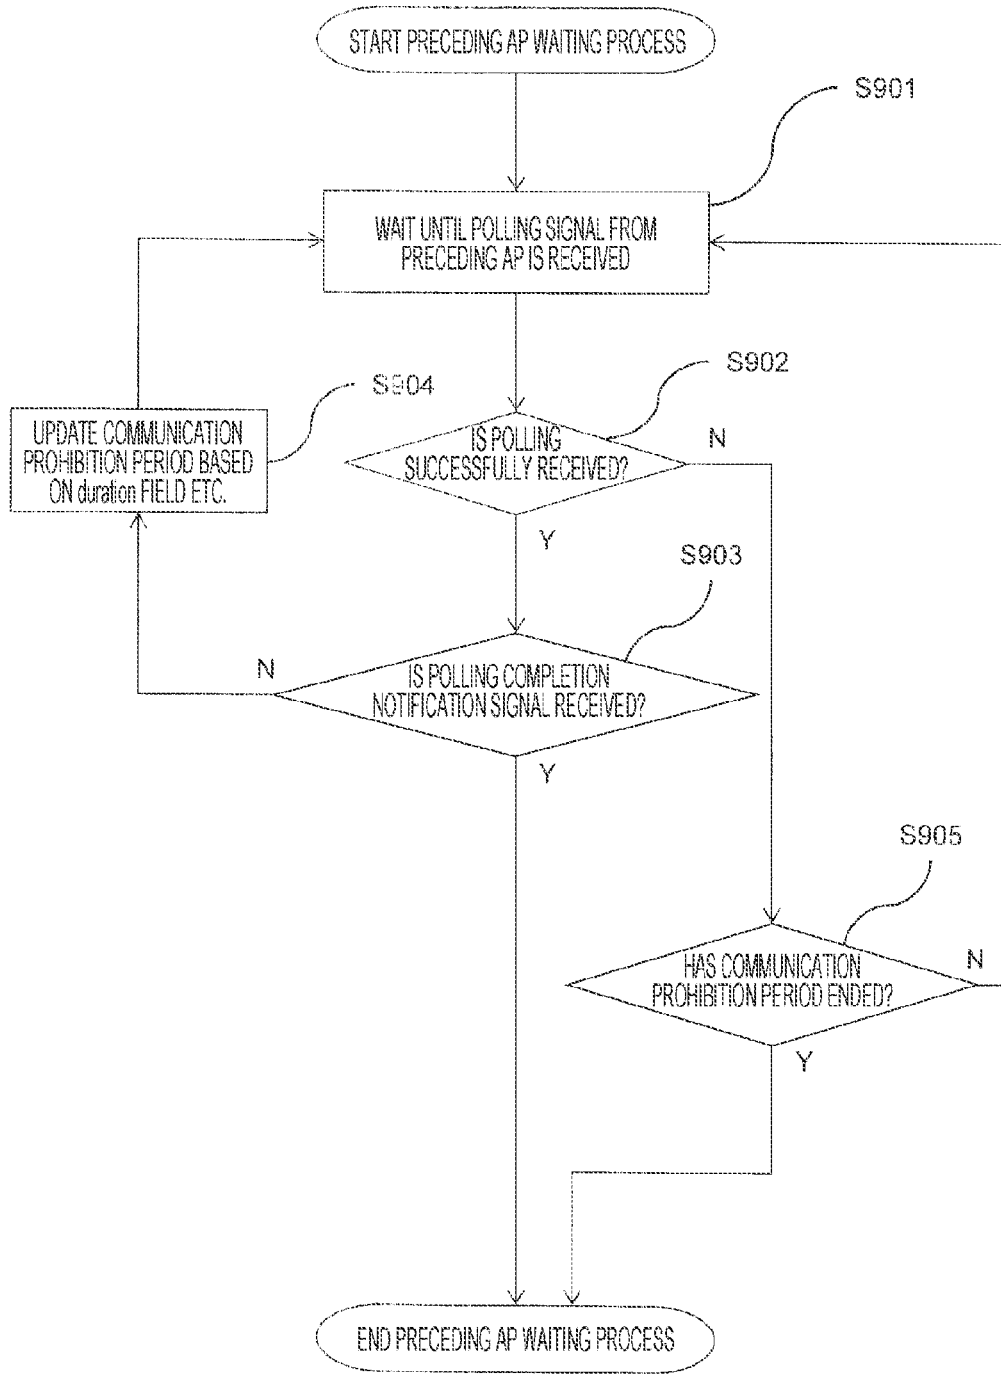 START PRECEDING AP WAITING PROCESS
S901
WAIT UNTIL POLLING SIGNAL FROM
PRECEDING AP IS RECEIVED
S902
S904
UPDATE COMMUNICATION
PROHIBITION PERIOD BASED
ON duration FIELD ETC.
IS POLLING
SUCCESSFULLY RECEIVED?
N
Y
S903
N
IS POLLING COMPLETION
NOTIFICATION SIGNAL RECEIVED?
Y
S905
HAS COMMUNICATION
PROHIBITION PERIOD ENDED?
N
Y
END PRECEDING AP WAITING PROCESS